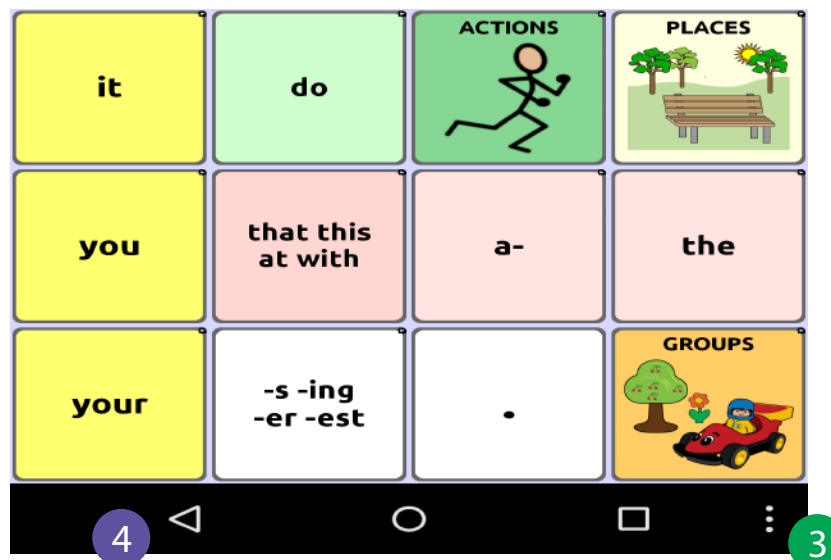 it
do
ACTIONS
PLACES
you
that this
at with
a-
the
your
-s -ing
-er -est
.
GROUPS
4
3